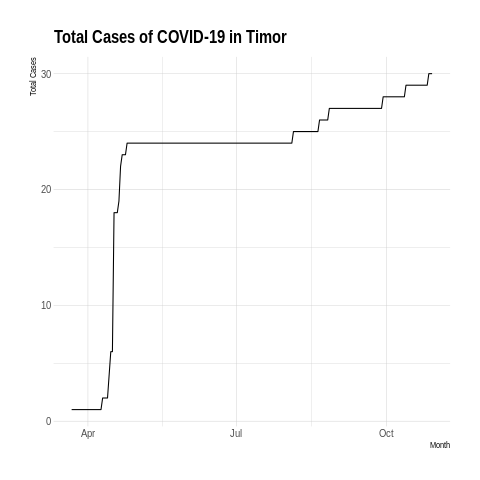 Total Cases of COVID-19 in Timor
Total Cases
30
20
10
0
Apr
Jul
Oct
Month